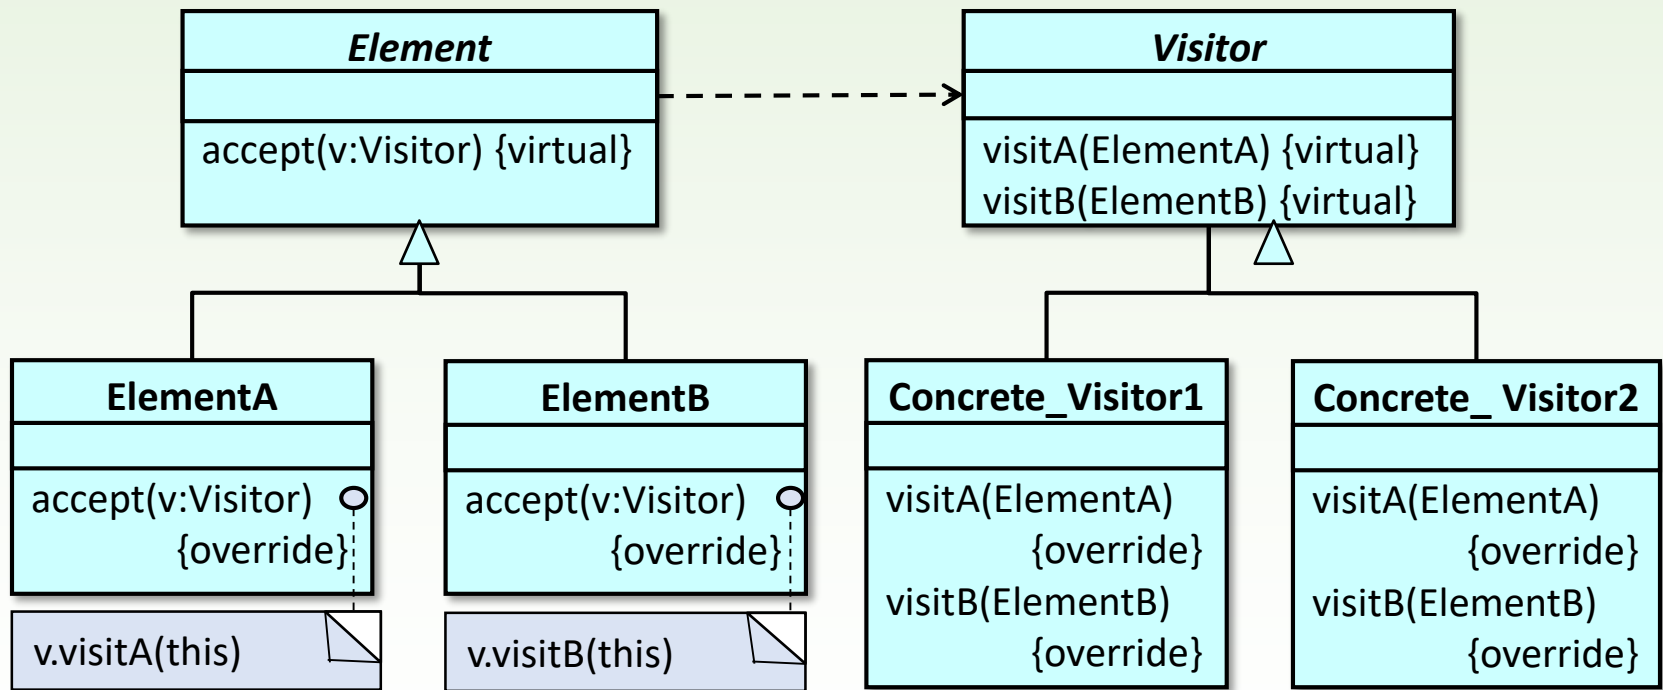 Element
accept(v:Visitor) {virtual}
Visitor
visitA(ElementA) {virtual}
visitB(ElementB) {virtual}
ElementA
accept(v:Visitor)
{override}
v.visitA(this)
ElementB
accept(v:Visitor)
{override}
v.visitB(this)
Concrete_Visitor1
visitA(ElementA)
{override}
visitB(ElementB)
{override}
Concrete_ Visitor2
visitA(ElementA)
{override}
visitB(ElementB)
{override}